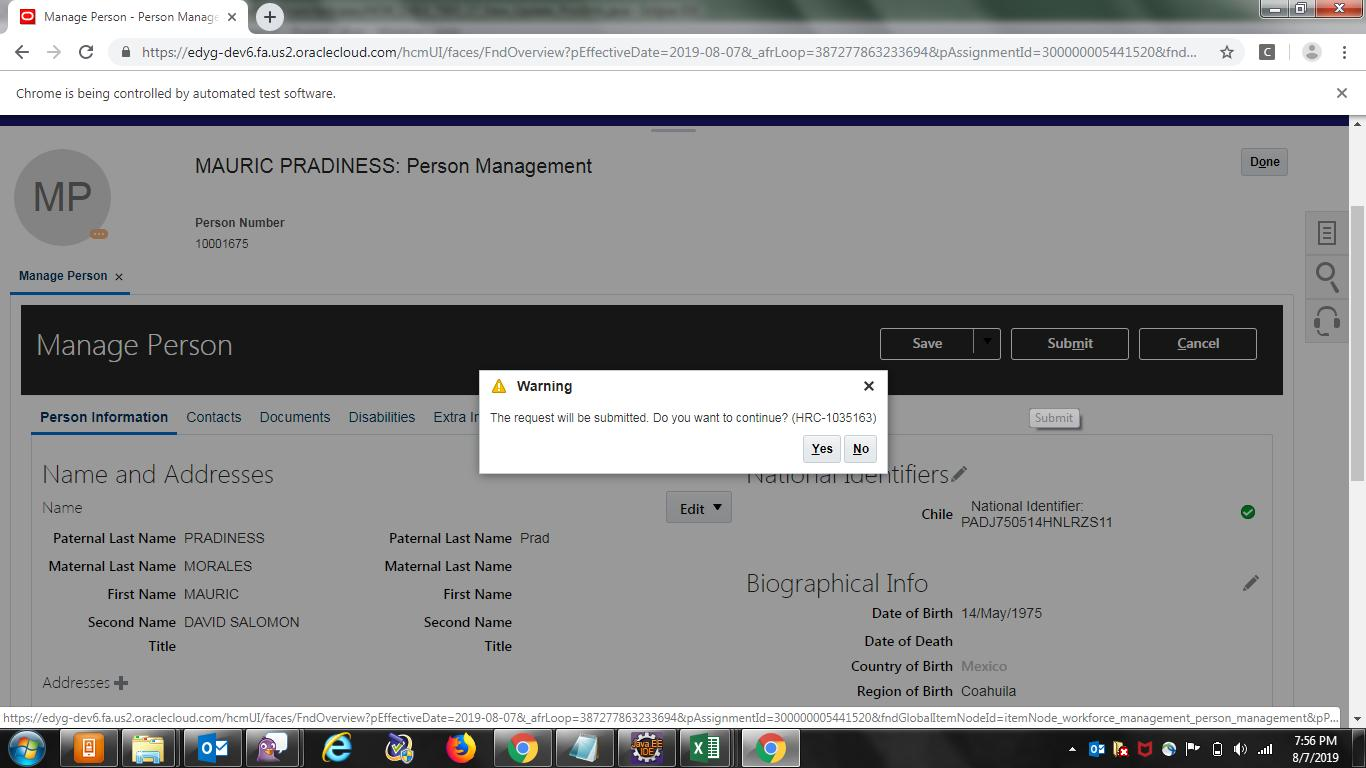 Manage Person - Person Manage
https://edyg-dev6.fa.us2.oraclecloud.com/hcmUI/faces/FndOverview?pEffectiveDate=2019-08-07&_afrLoop=387277863233694&pAssignmentId=300000005441520&fnd...
C
Chrome is being controlled by automated test software.
MP
MAURIC PRADINESS: Person Management
Done
Person Number
10001675
Manage Person
Manage Person
Save
Submit
Cancel
Warning
The request will be submitted. Do you want to continue? (HRC-1035163)
Yes
No
Person Information
Contacts
Documents
Disabilities
Extra In
Submit
Name and Addresses
Name
Edit
Paternal Last Name PRADINESS
Maternal Last Name MORALES
First Name MAURIC
Second Name DAVID SALOMON
Title
Paternal Last Name Prad
Maternal Last Name
First Name
Second Name
Title
Addresses
National Identifiers
Chile
National Identifier:
PADJ750514HNLRZS11
Biographical Info
Date of Birth 14/May/1975
Date of Death
Country of Birth Mexico
Region of Birth Coahuila
https://edyg-dev6.fa.us2.oraclecloud.com/hcmUI/faces/FndOverview?pEffectiveDate=2019-08-07&_afrLoop=387277863233694&pAssignmentId=300000005441520&fndGlobalItemNodeId=itemNode_workforce_management_person_management&pP...
Java EE
IDE
7:56 PM
8/7/2019